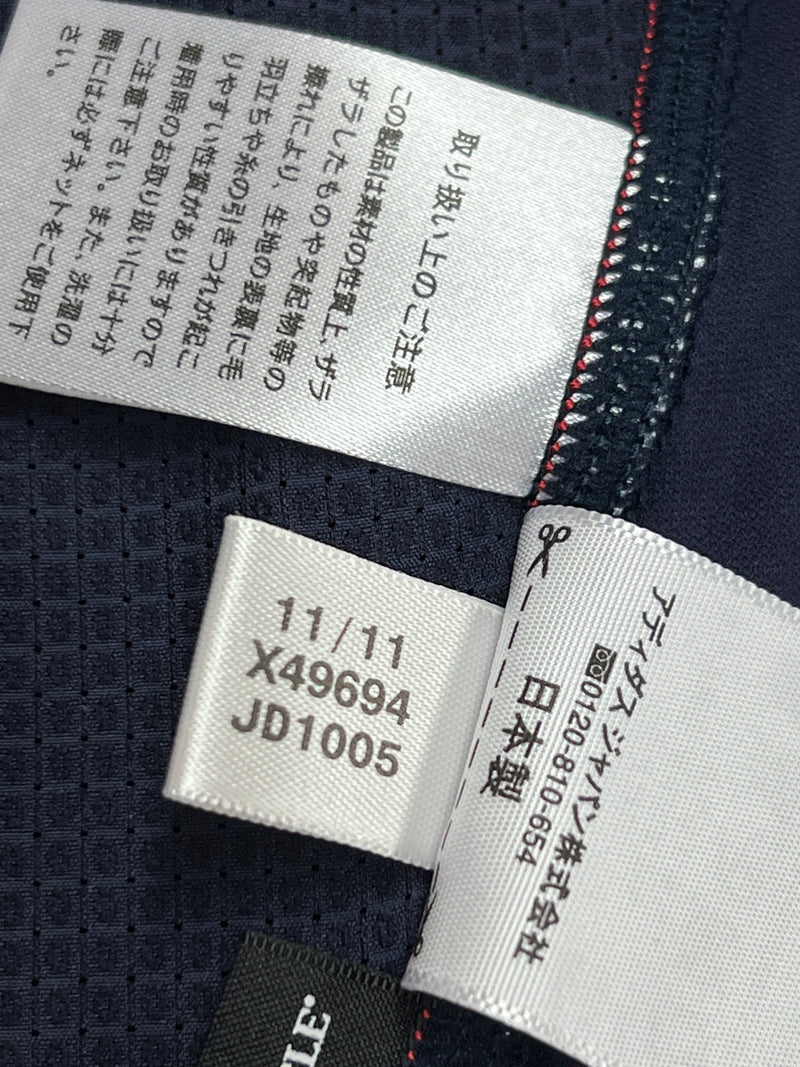 取り扱い上のご注意
この製品は素材の性質上、ザラ
ザラしたものや突起物等の
擦れにより、生地の表裏に毛
羽立ちや糸の引きつれが起こ
りやすい性質がありますので
着用時のお取り扱いには十分
ご注意下さい。また、洗濯の
際には必ずネットをご使用下
さい。
11/11
X49694
JD1005
アディダス ジャパン株式会社
0120-810-654
日本製
TLE®